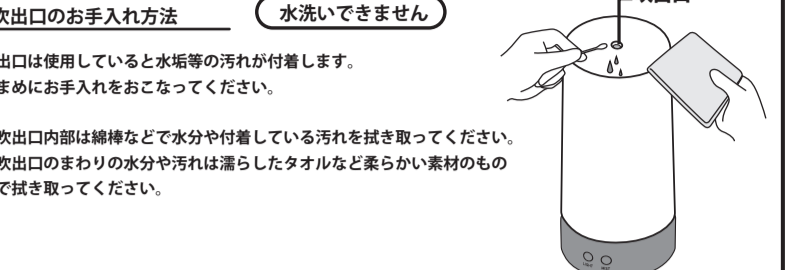 吹出口のお手入れ方法
水洗いできません
出口は使用していると水垢等の汚れが付着します。
まめにお手入れをおこなってください。
吹出口内部は綿棒などで水分や付着している汚れを拭き取ってください。
吹出口のまわりの水分や汚れは濡らしたタオルなど柔らかい素材のもの
で拭き取ってください。